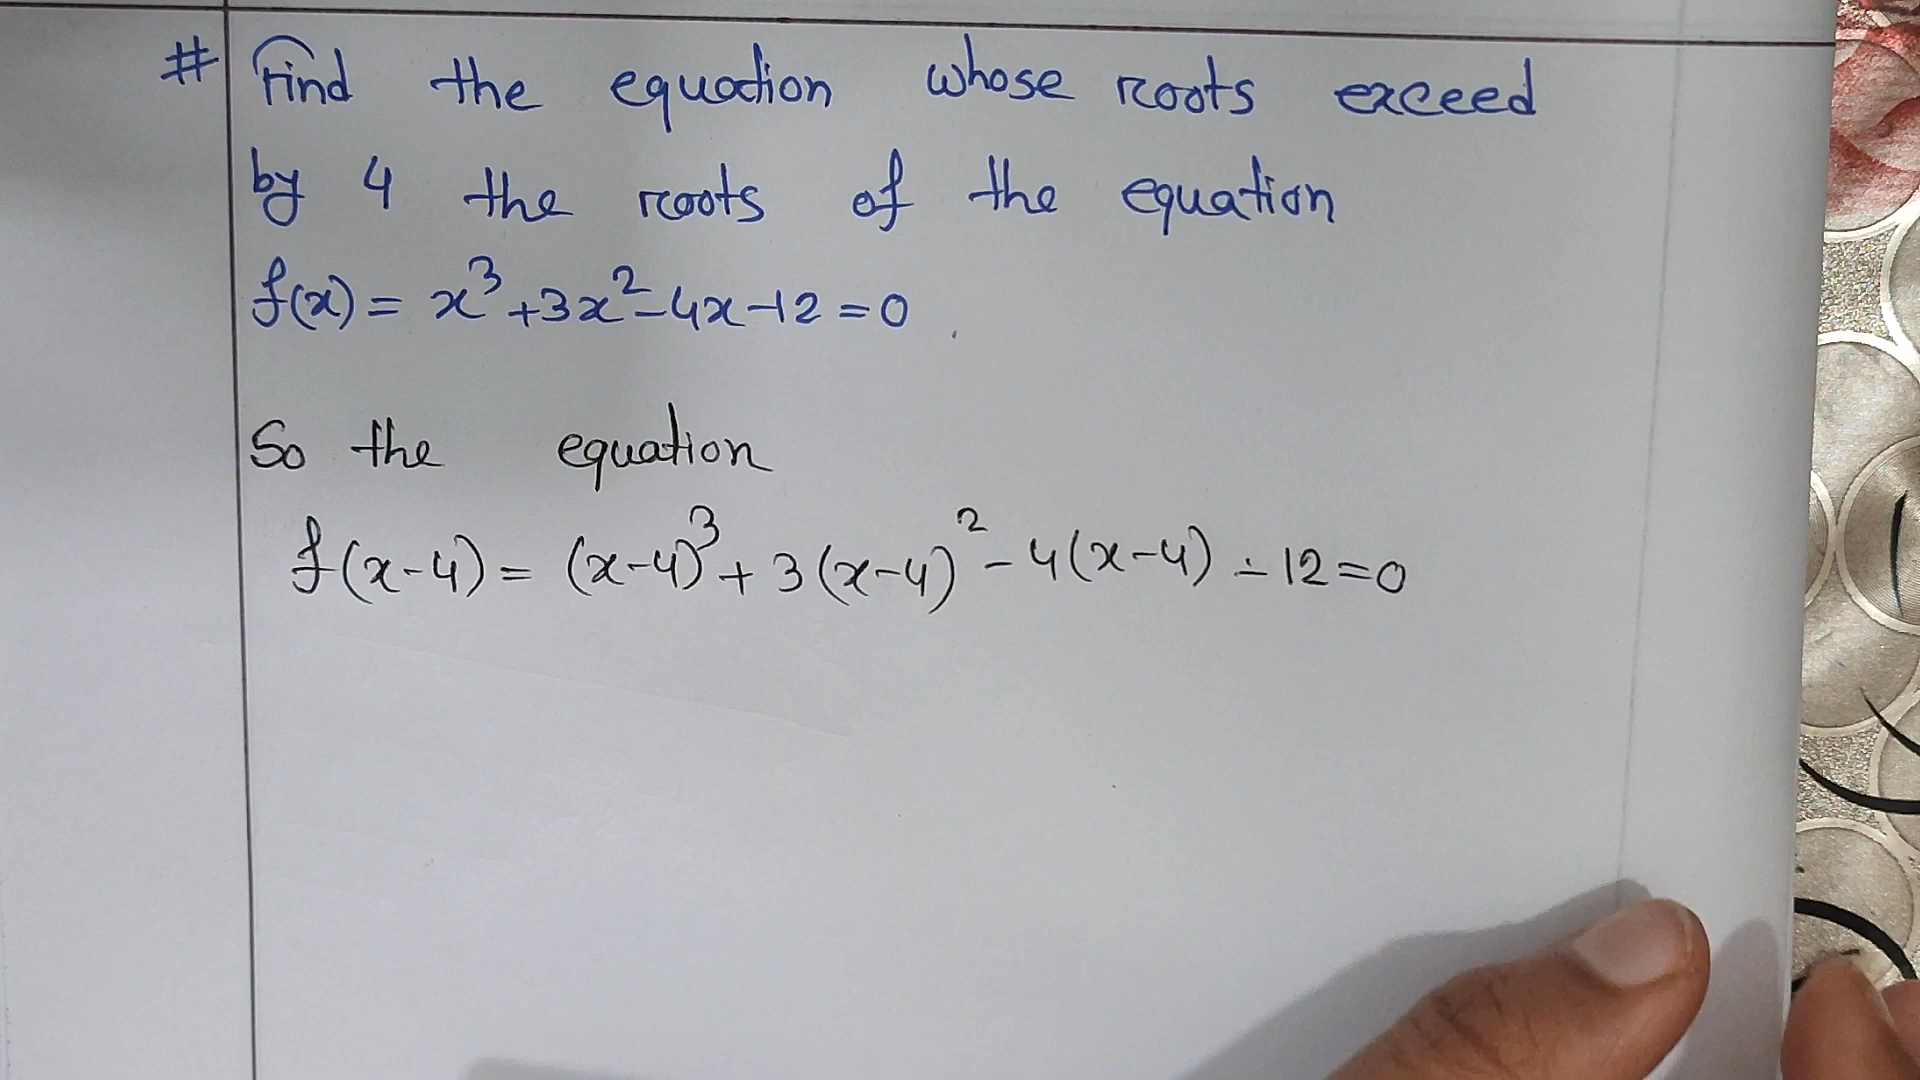 # Find the equation whose roots exceed
by 4 the roots of the equation
f(x) = x³ + 3x² - 4x - 12 = 0
So the equation
f(x-4) = (x-4)³ + 3(x-4)² - 4(x-4) - 12 = 0